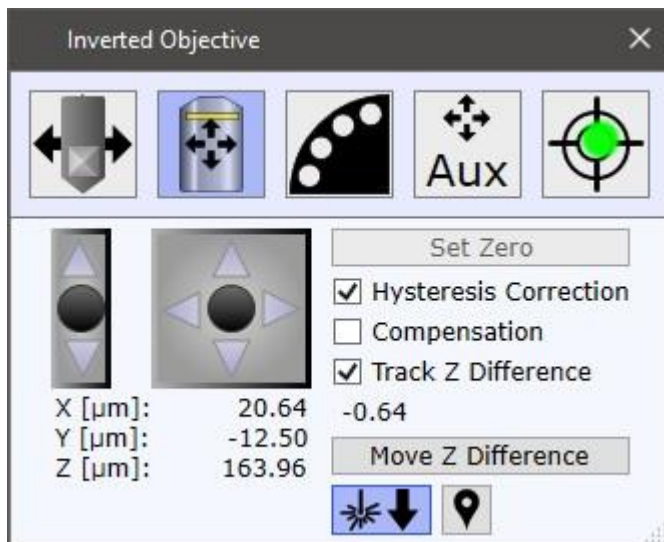 Inverted Objective
Aux
Set Zero
Hysteresis Correction
Compensation
Track Z Difference
X [µm]: 20.64 -0.64
Y [µm]: -12.50
Z [µm]: 163.96
Move Z Difference